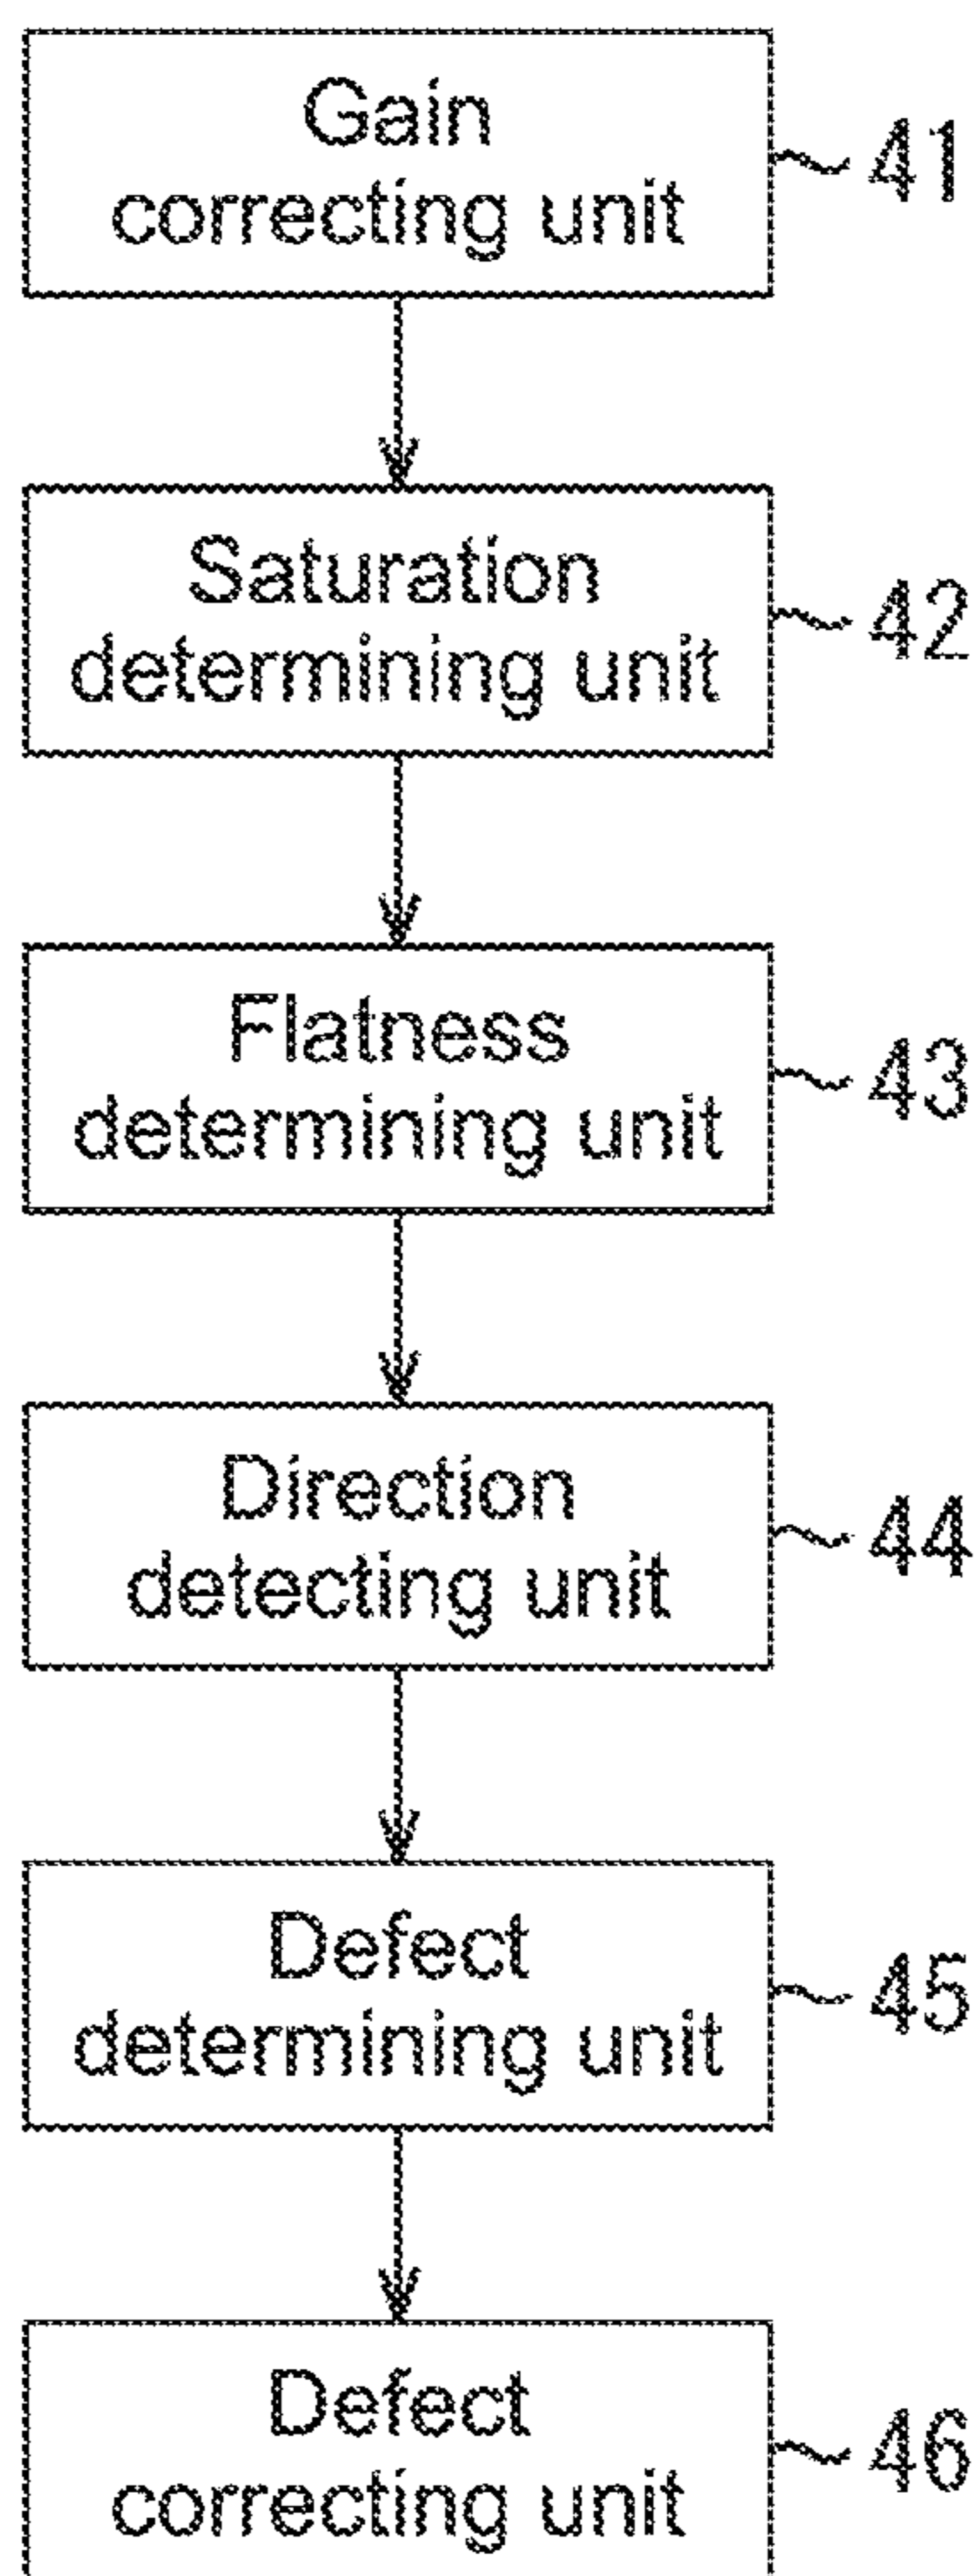 Gain
correcting unit
41
Saturation
determining unit
42
Flatness
determining unit
43
Direction
detecting unit
44
Defect
determining unit
45
Defect
correcting unit
46